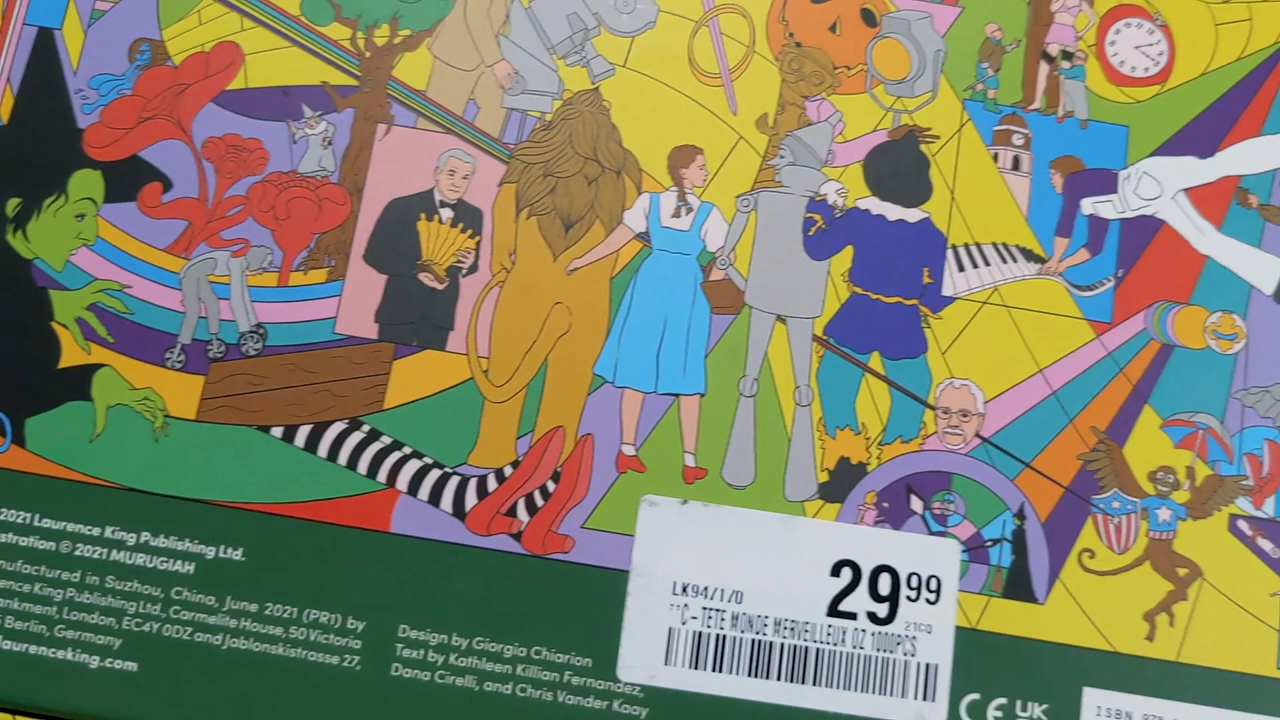 2021 Laurence King Publishing Ltd.
stration © 2021 MURUGIAH
nufactured in Suzhou, China, June 2021 (PR1) by
ence King Publishing Ltd., Carmelite House, 50 Victoria
ankment, London, EC4Y 0DZ and Jablonskistrasse 27,
Berlin, Germany
laurenceking.com
Design by Giorgia Chiarion
Text by Kathleen Killian Fernandez,
Dana Cirelli, and Chris Vander Kaay
LK94/170
29 99
21CO
**C-TETE MONDE MERVEILLEUX OZ 1000PCS
CE UK
ISBN 978